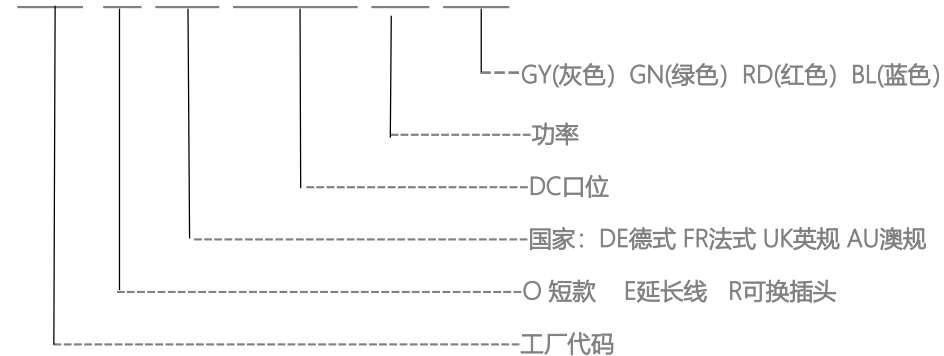 GY(灰色) GN(绿色) RD(红色) BL(蓝色)
功率
DC口位
国家：DE德式 FR法式 UK英规 AU澳规
O 短款 E延长线 R可换插头
工厂代码